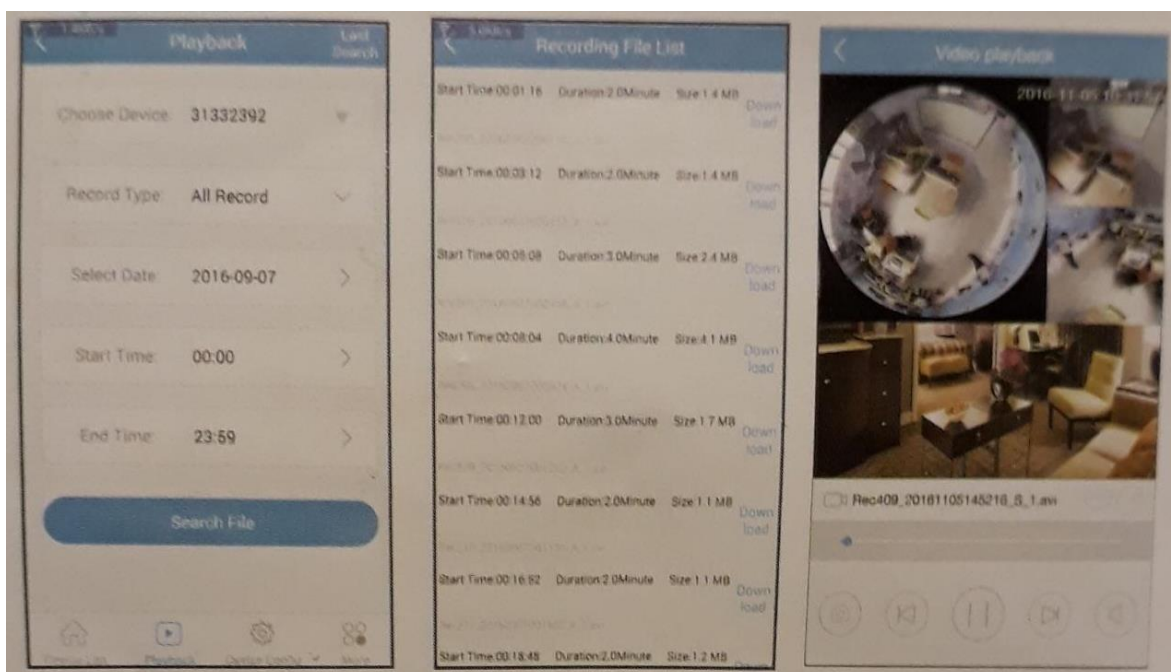 Playback
Last
Search
Choose Device: 31332392
Record Type: All Record
Select Date: 2016-09-07
Start Time: 00:00
End Time: 23:59
Search File
Playback
More
Recording File List
Start Time:00:01:16 Duration:2.0Minute Size:1.4 MB
Down
load
Start Time:00:03:12 Duration:2.0Minute Size:1.4 MB
Down
load
Start Time:00:05:08 Duration:3.0Minute Size:2.4 MB
Down
load
Start Time:00:08:04 Duration:4.0Minute Size:4.1 MB
Down
load
Start Time:00:12:00 Duration:3.0Minute Size:1.7 MB
Down
load
Start Time:00:14:56 Duration:2.0Minute Size:1.1 MB
Down
load
Start Time:00:16:52 Duration:2.0Minute Size:1.1 MB
Down
load
Start Time:00:18:48 Duration:2.0Minute Size:1.2 MB
Down
Video playback
2016-11-05
Rec409_20161105145216_S_1.avi